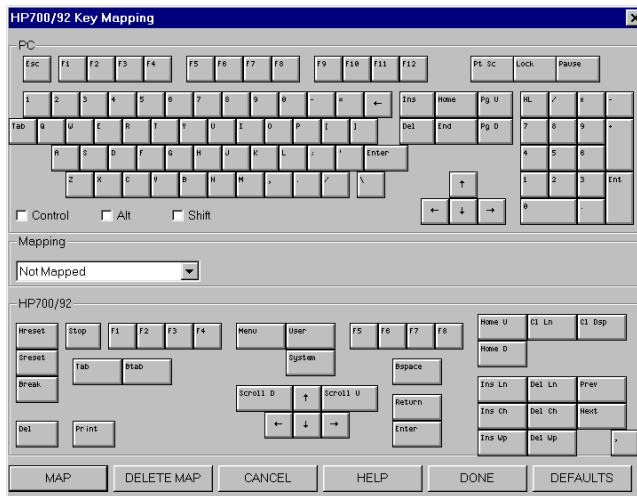 HP700/92 Key Mapping
PC
Esc F1 F2 F3 F4 F5 F6 F7 F8 F9 F10 F11 F12 Pt Sc Lock Pause
1 2 3 4 5 6 7 8 9 0 - = ← Ins Home Pg U NL / * -
Tab Q W E R T Y U I O P [ ] Del End Pg D 7 8 9 +
A S D F G H J K L ; ' Enter 4 5 6
Z X C V B N M , . / \ ↑ 1 2 3 Ent
← ↓ → 0 .
Control Alt Shift
Mapping
Not Mapped
HP700/92
Hreset Stop F1 F2 F3 F4 Menu User F5 F6 F7 F8 Home U Cl Ln Cl Dsp
Sreset Tab Btab System Bspace Home D
Break Scroll D ↑ Scroll U Return Ins Ln Del Ln Prev
Del Print ← ↓ → Enter Ins Ch Del Ch Next
Ins Wp Del Wp ,
MAP DELETE MAP CANCEL HELP DONE DEFAULTS